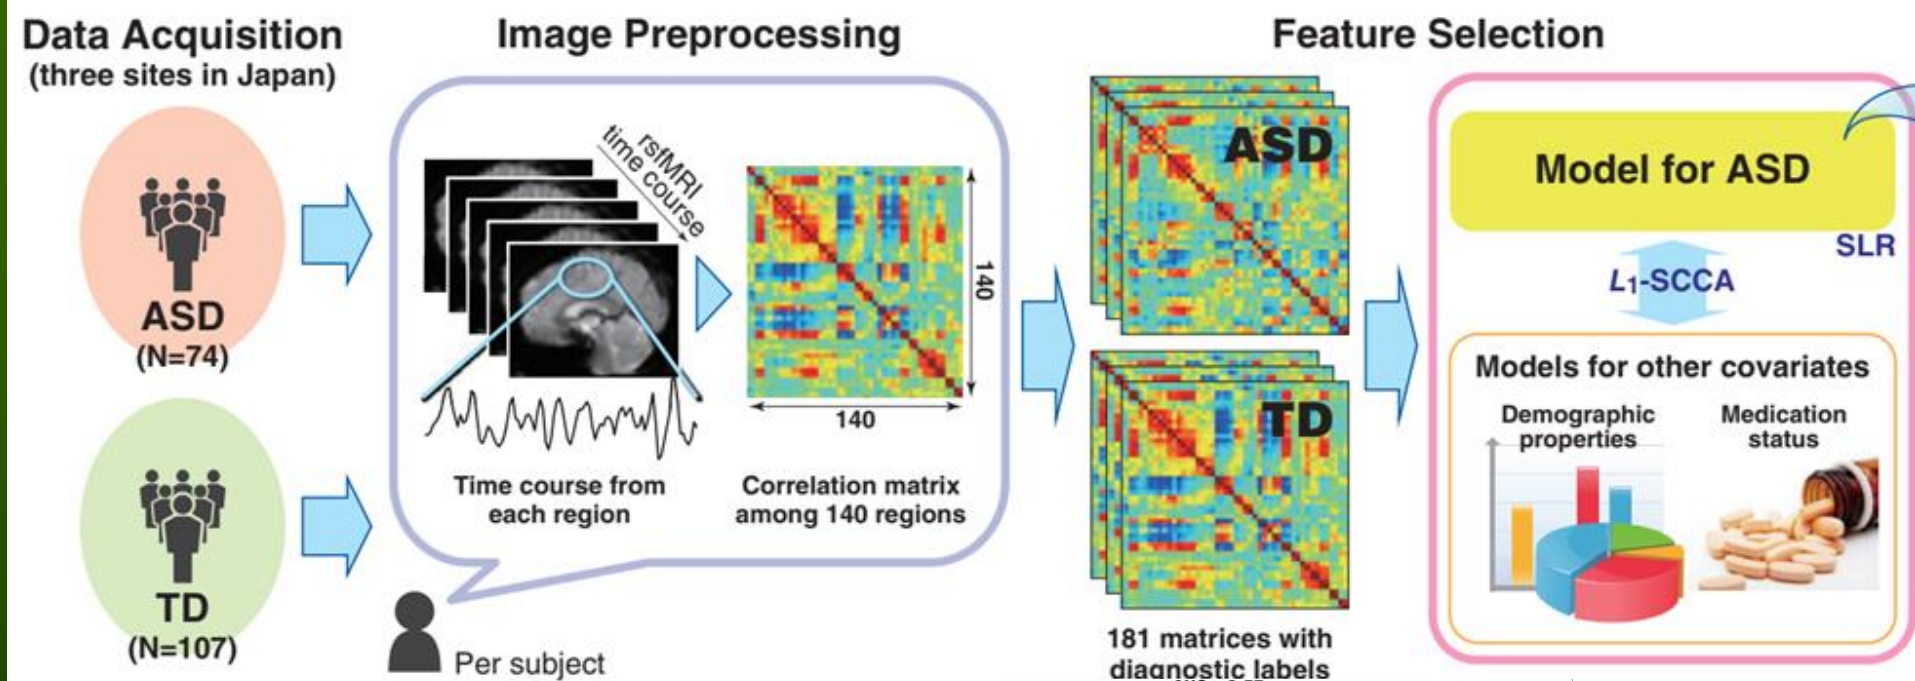 Data Acquisition
(three sites in Japan)
ASD
(N=74)
TD
(N=107)
Image Preprocessing
rsfMRI
time course
140
140
Time course from
each region
Correlation matrix
among 140 regions
Per subject
Feature Selection
ASD
TD
181 matrices with
diagnostic labels
Model for ASD
SLR
L1-SCCA
Models for other covariates
Demographic
properties
Medication
status